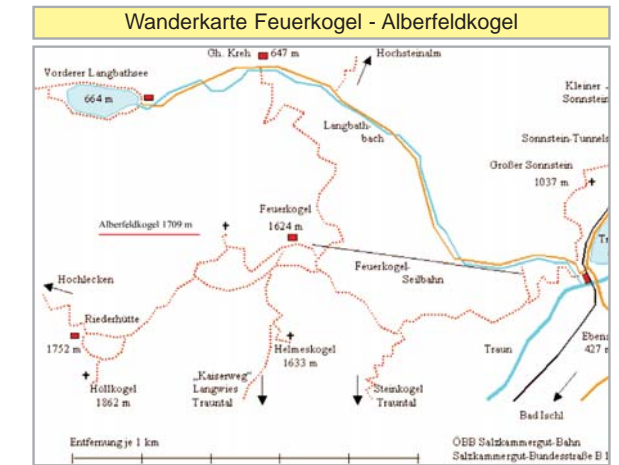 Wanderkarte Feuerkogel - Alberfeldkogel
Gh. Kreh
647 m
Hochsteinalm
Vorderer Langbathsee
664 m
Kleiner
Sonnstein
Langbath-
bach
Sonnstein-Tunnels
Großer Sonnstein
1037 m
Feuerkogel
1624 m
Alberfeldkogel 1709 m
Feuerkogel-
Seilbahn
Hochlecken
Riederhütte
1752 m
Höllkogel
1862 m
Helmeskogel
1633 m
„Kaiserweg"
Langwies
Trauntal
Steinkogel
Trauntal
Traun
Ebens
427
Bad Ischl
Entfernung je 1 km
ÖBB Salzkammergut-Bahn
Salzkammergut-Bundesstraße B 1